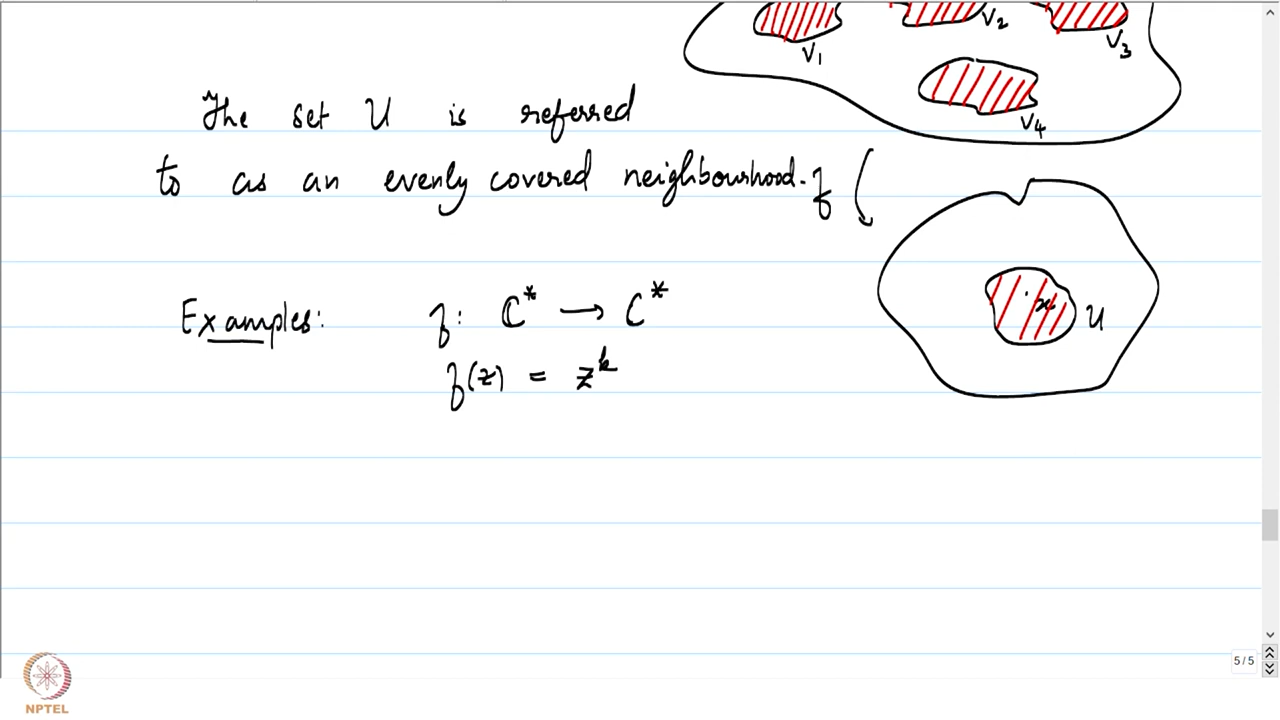 V1 V2 V3
V4
The set U is referred
to as an evenly covered neighbourhood.
f
x U
Examples: f: ℂ* → ℂ*
f(z) = z^k
5 / 5
NPTEL